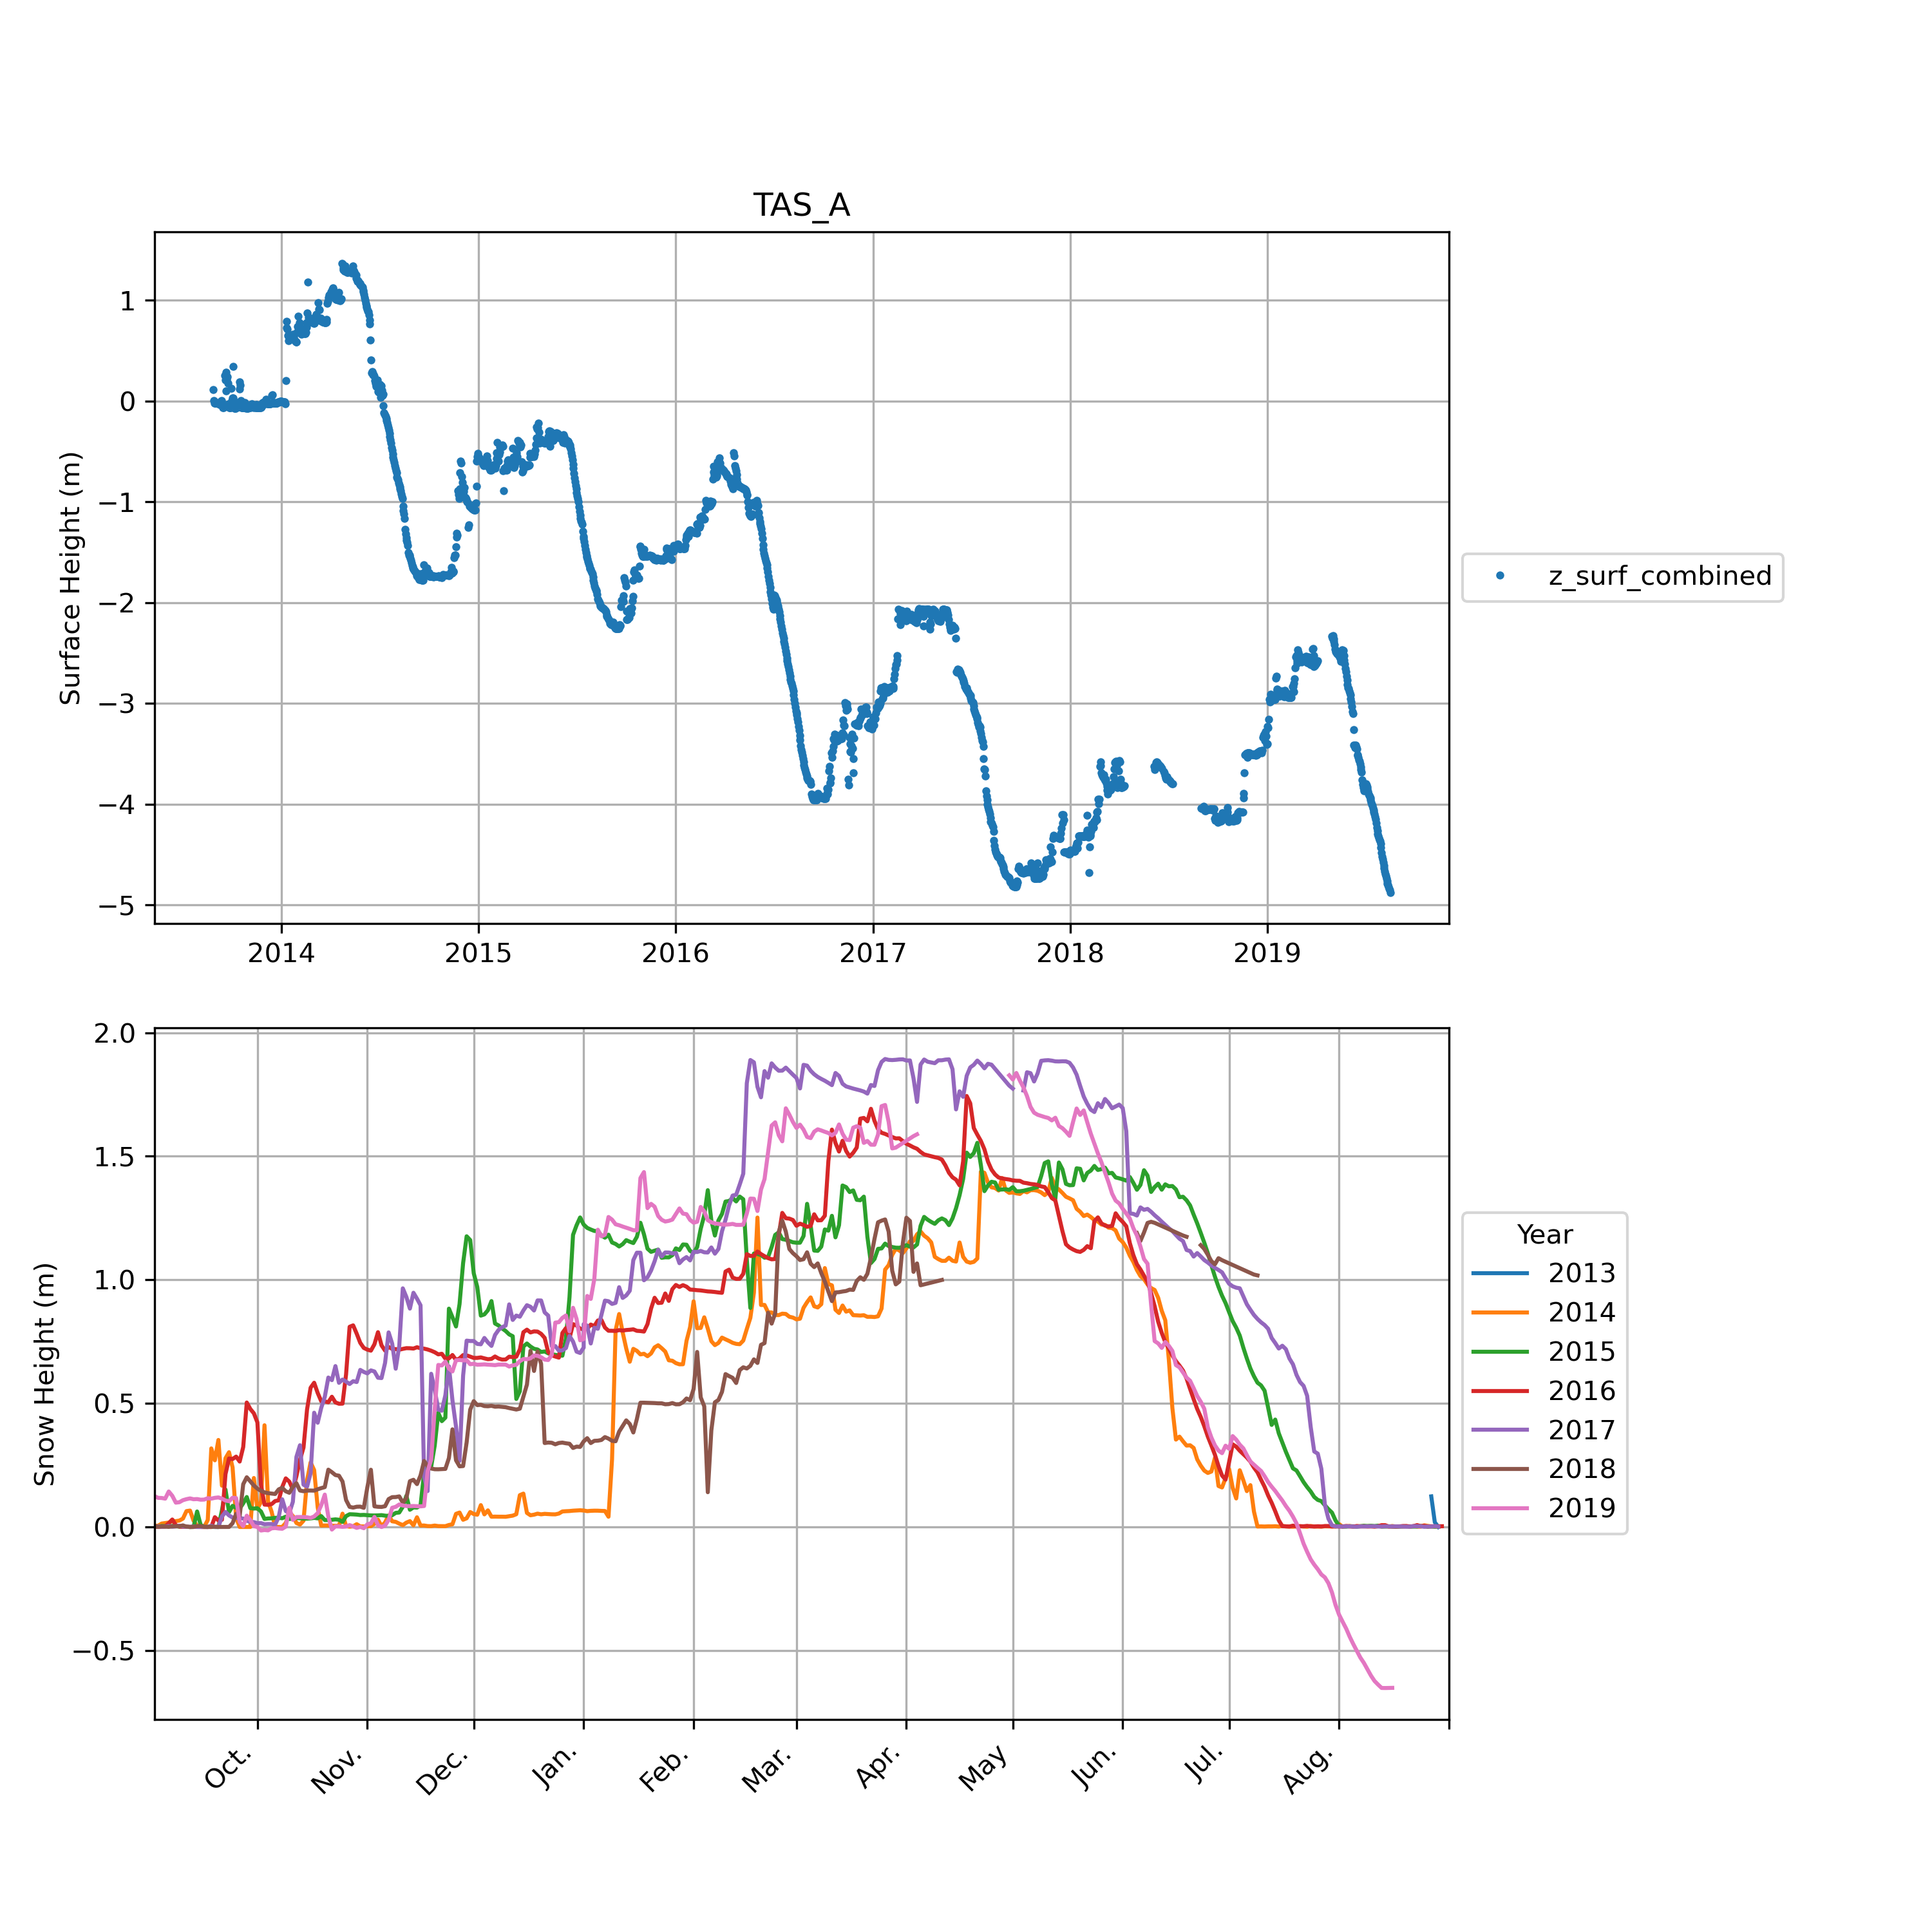 TAS_A
Surface Height (m)
1
0
−1
−2
−3
−4
−5
2014 2015 2016 2017 2018 2019
z_surf_combined
Snow Height (m)
2.0
1.5
1.0
0.5
0.0
−0.5
Oct. Nov. Dec. Jan. Feb. Mar. Apr. May Jun. Jul. Aug.
Year
2013
2014
2015
2016
2017
2018
2019